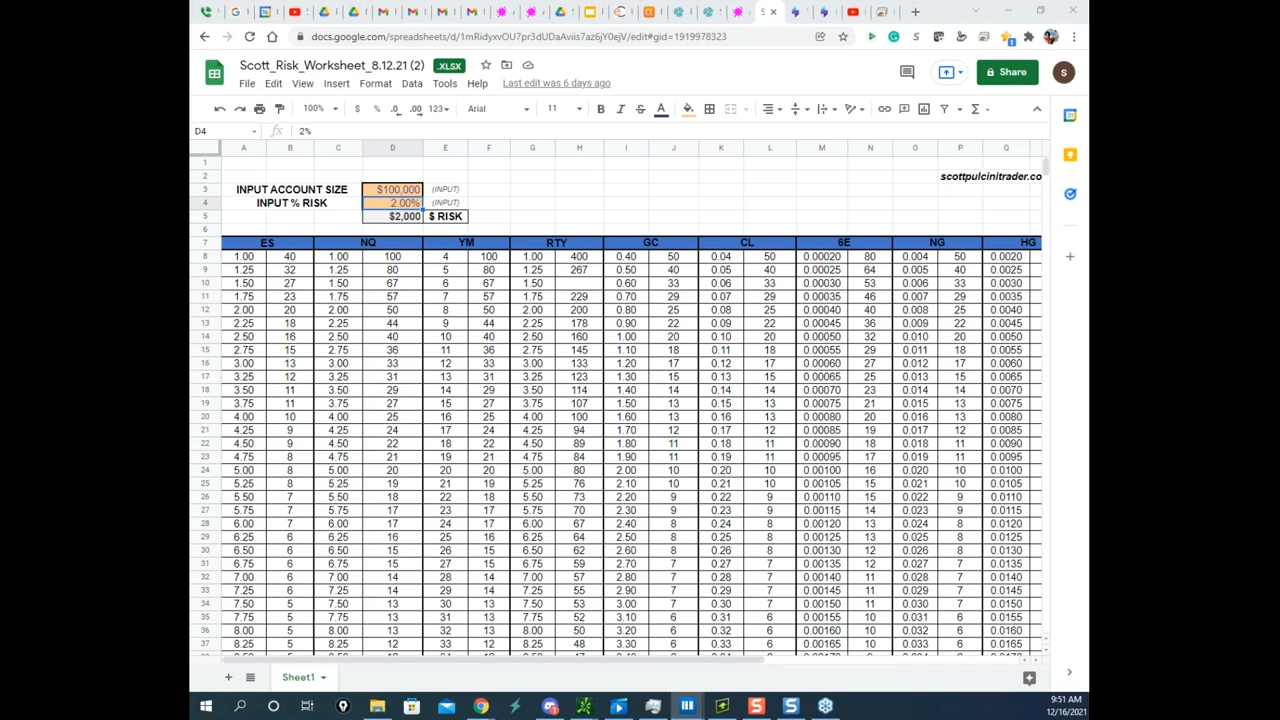 docs.google.com/spreadsheets/d/1mRidyxvOU7pr3dUDaAviis7az6jY0ejV/edit#gid=1919978323
Scott_Risk_Worksheet_8.12.21 (2) .XLSX
Share S
File Edit View Insert Format Data Tools Help Last edit was 6 days ago
100% $ % .0 .00 123 Arial 11 B I S A
D4 fx 2%
A B C D E F G H I J K L M N O P Q
1
2 scottpulcinitrader.co
3 INPUT ACCOUNT SIZE $100,000 (INPUT)
4 INPUT % RISK 2.00% (INPUT)
5 $2,000 $ RISK
6
7 ES NQ YM RTY GC CL 6E NG HG
8 1.00 40 1.00 100 4 100 1.00 400 0.40 50 0.04 50 0.00020 80 0.004 50 0.0020
9 1.25 32 1.25 80 5 80 1.25 267 0.50 40 0.05 40 0.00025 64 0.005 40 0.0025
10 1.50 27 1.50 67 6 67 1.50 0.60 33 0.06 33 0.00030 53 0.006 33 0.0030
11 1.75 23 1.75 57 7 57 1.75 229 0.70 29 0.07 29 0.00035 46 0.007 29 0.0035
12 2.00 20 2.00 50 8 50 2.00 200 0.80 25 0.08 25 0.00040 40 0.008 25 0.0040
13 2.25 18 2.25 44 9 44 2.25 178 0.90 22 0.09 22 0.00045 36 0.009 22 0.0045
14 2.50 16 2.50 40 10 40 2.50 160 1.00 20 0.10 20 0.00050 32 0.010 20 0.0050
15 2.75 15 2.75 36 11 36 2.75 145 1.10 18 0.11 18 0.00055 29 0.011 18 0.0055
16 3.00 13 3.00 33 12 33 3.00 133 1.20 17 0.12 17 0.00060 27 0.012 17 0.0060
17 3.25 12 3.25 31 13 31 3.25 123 1.30 15 0.13 15 0.00065 25 0.013 15 0.0065
18 3.50 11 3.50 29 14 29 3.50 114 1.40 14 0.14 14 0.00070 23 0.014 14 0.0070
19 3.75 11 3.75 27 15 27 3.75 107 1.50 13 0.15 13 0.00075 21 0.015 13 0.0075
20 4.00 10 4.00 25 16 25 4.00 100 1.60 13 0.16 13 0.00080 20 0.016 13 0.0080
21 4.25 9 4.25 24 17 24 4.25 94 1.70 12 0.17 12 0.00085 19 0.017 12 0.0085
22 4.50 9 4.50 22 18 22 4.50 89 1.80 11 0.18 11 0.00090 18 0.018 11 0.0090
23 4.75 8 4.75 21 19 21 4.75 84 1.90 11 0.19 11 0.00095 17 0.019 11 0.0095
24 5.00 8 5.00 20 20 20 5.00 80 2.00 10 0.20 10 0.00100 16 0.020 10 0.0100
25 5.25 8 5.25 19 21 19 5.25 76 2.10 10 0.21 10 0.00105 15 0.021 10 0.0105
26 5.50 7 5.50 18 22 18 5.50 73 2.20 9 0.22 9 0.00110 15 0.022 9 0.0110
27 5.75 7 5.75 17 23 17 5.75 70 2.30 9 0.23 9 0.00115 14 0.023 9 0.0115
28 6.00 7 6.00 17 24 17 6.00 67 2.40 8 0.24 8 0.00120 13 0.024 8 0.0120
29 6.25 6 6.25 16 25 16 6.25 64 2.50 8 0.25 8 0.00125 13 0.025 8 0.0125
30 6.50 6 6.50 15 26 15 6.50 62 2.60 8 0.26 8 0.00130 12 0.026 8 0.0130
31 6.75 6 6.75 15 27 15 6.75 59 2.70 7 0.27 7 0.00135 12 0.027 7 0.0135
32 7.00 6 7.00 14 28 14 7.00 57 2.80 7 0.28 7 0.00140 11 0.028 7 0.0140
33 7.25 6 7.25 14 29 14 7.25 55 2.90 7 0.29 7 0.00145 11 0.029 7 0.0145
34 7.50 5 7.50 13 30 13 7.50 53 3.00 7 0.30 7 0.00150 11 0.030 7 0.0150
35 7.75 5 7.75 13 31 13 7.75 52 3.10 6 0.31 6 0.00155 10 0.031 6 0.0155
36 8.00 5 8.00 13 32 13 8.00 50 3.20 6 0.32 6 0.00160 10 0.032 6 0.0160
37 8.25 5 8.25 12 33 12 8.25 48 3.30 6 0.33 6 0.00165 10 0.033 6 0.0165
Sheet1
9:51 AM
12/16/2021